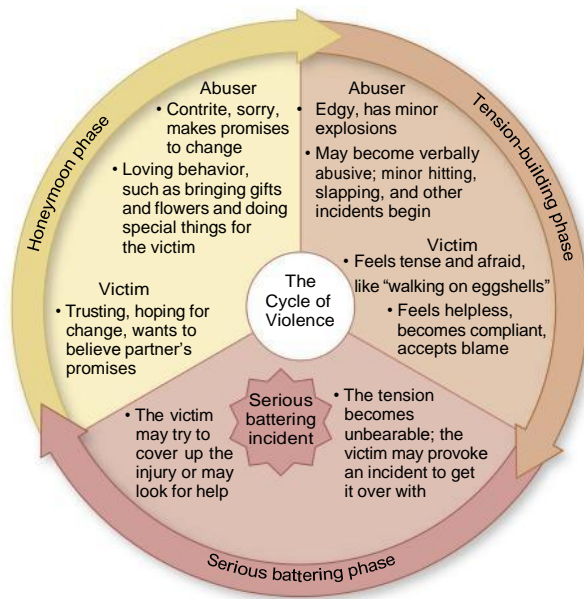 Honeymoon phase
Abuser
• Contrite, sorry,
makes promises
to change
• Loving behavior,
such as bringing gifts
and flowers and doing
special things for
the victim
Victim
• Trusting, hoping for
change, wants to
believe partner's
promises
Tension-building phase
Abuser
• Edgy, has minor
explosions
• May become verbally
abusive; minor hitting,
slapping, and other
incidents begin
Victim
• Feels tense and afraid,
like “walking on eggshells”
• Feels helpless,
becomes compliant,
accepts blame
The
Cycle of
Violence
Serious
battering
incident
• The victim
may try to
cover up the
injury or may
look for help
• The tension
becomes
unbearable; the
victim may provoke
an incident to get
it over with
Serious battering phase